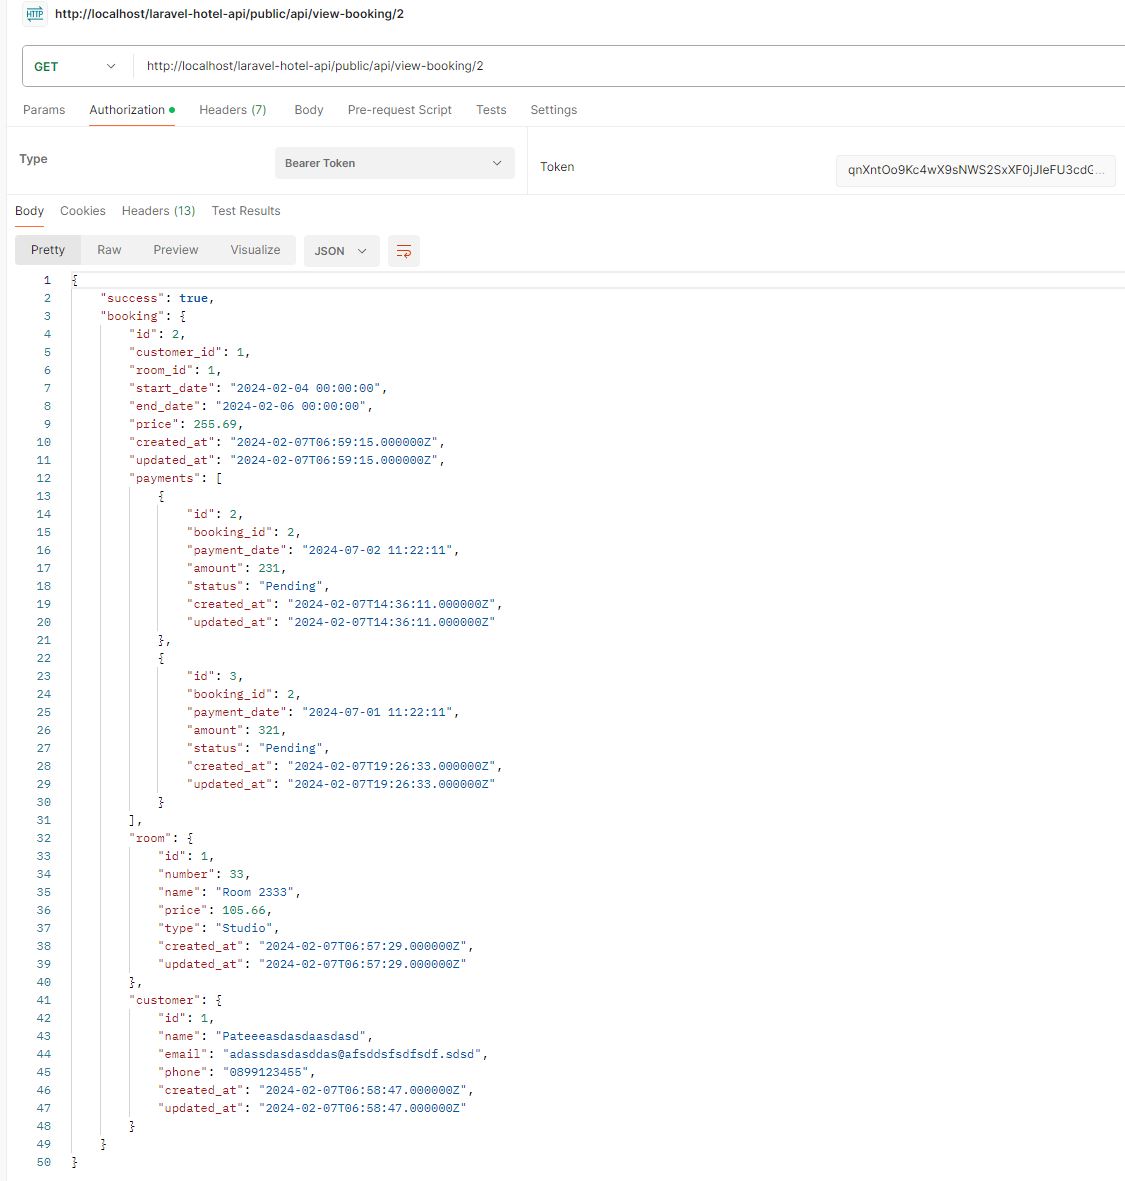 HTTP http://localhost/laravel-hotel-api/public/api/view-booking/2
GET http://localhost/laravel-hotel-api/public/api/view-booking/2
Params Authorization Headers (7) Body Pre-request Script Tests Settings
Type Bearer Token Token qnXntOo9Kc4wX9sNWS2SxXF0jJIeFU3cdC...
Body Cookies Headers (13) Test Results
Pretty Raw Preview Visualize JSON
1 {
2 "success": true,
3 "booking": {
4 "id": 2,
5 "customer_id": 1,
6 "room_id": 1,
7 "start_date": "2024-02-04 00:00:00",
8 "end_date": "2024-02-06 00:00:00",
9 "price": 255.69,
10 "created_at": "2024-02-07T06:59:15.000000Z",
11 "updated_at": "2024-02-07T06:59:15.000000Z",
12 "payments": [
13 {
14 "id": 2,
15 "booking_id": 2,
16 "payment_date": "2024-07-02 11:22:11",
17 "amount": 231,
18 "status": "Pending",
19 "created_at": "2024-02-07T14:36:11.000000Z",
20 "updated_at": "2024-02-07T14:36:11.000000Z"
21 },
22 {
23 "id": 3,
24 "booking_id": 2,
25 "payment_date": "2024-07-01 11:22:11",
26 "amount": 321,
27 "status": "Pending",
28 "created_at": "2024-02-07T19:26:33.000000Z",
29 "updated_at": "2024-02-07T19:26:33.000000Z"
30 }
31 ],
32 "room": {
33 "id": 1,
34 "number": 33,
35 "name": "Room 2333",
36 "price": 105.66,
37 "type": "Studio",
38 "created_at": "2024-02-07T06:57:29.000000Z",
39 "updated_at": "2024-02-07T06:57:29.000000Z"
40 },
41 "customer": {
42 "id": 1,
43 "name": "Pateeeasdasdaasdasd",
44 "email": "adassdasdasddas@afsddsfsdfsdf.sdsd",
45 "phone": "0899123455",
46 "created_at": "2024-02-07T06:58:47.000000Z",
47 "updated_at": "2024-02-07T06:58:47.000000Z"
48 }
49 }
50 }